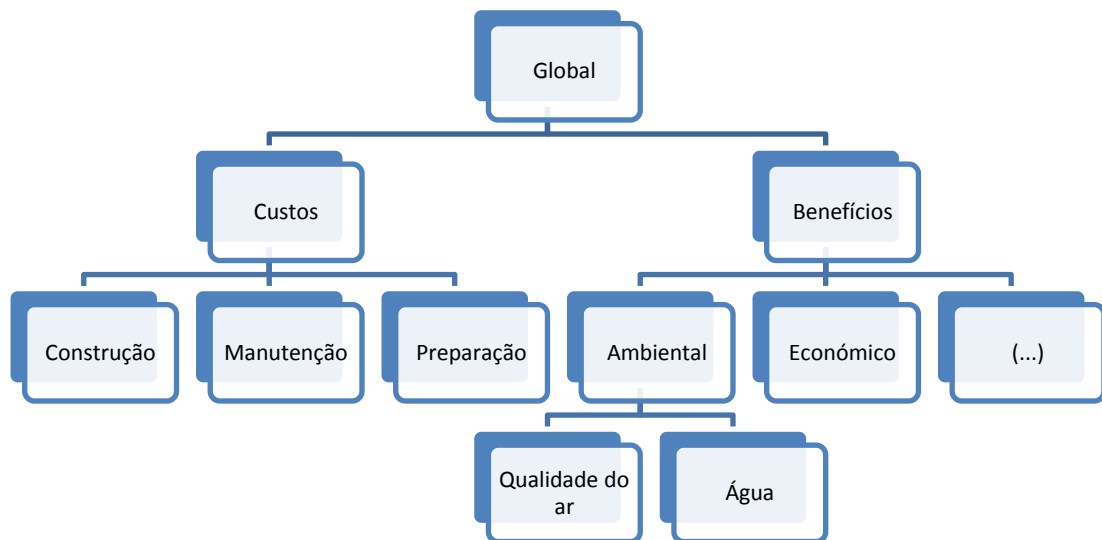 Global
Custos
Benefícios
Construção
Manutenção
Preparação
Ambiental
Económico
(...)
Qualidade do
ar
Água